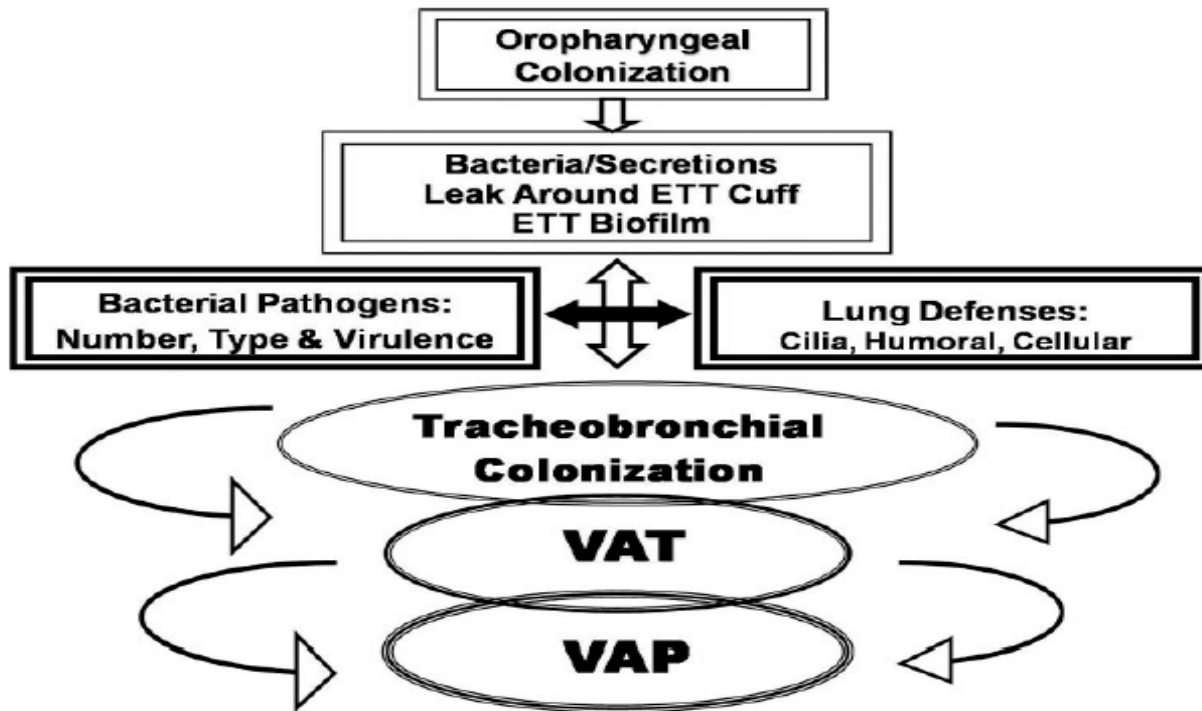 Oropharyngeal
Colonization
Bacteria/Secretions
Leak Around ETT Cuff
ETT Biofilm
Bacterial Pathogens:
Number, Type & Virulence
Lung Defenses:
Cilia, Humoral, Cellular
Tracheobronchial
Colonization
VAT
VAP